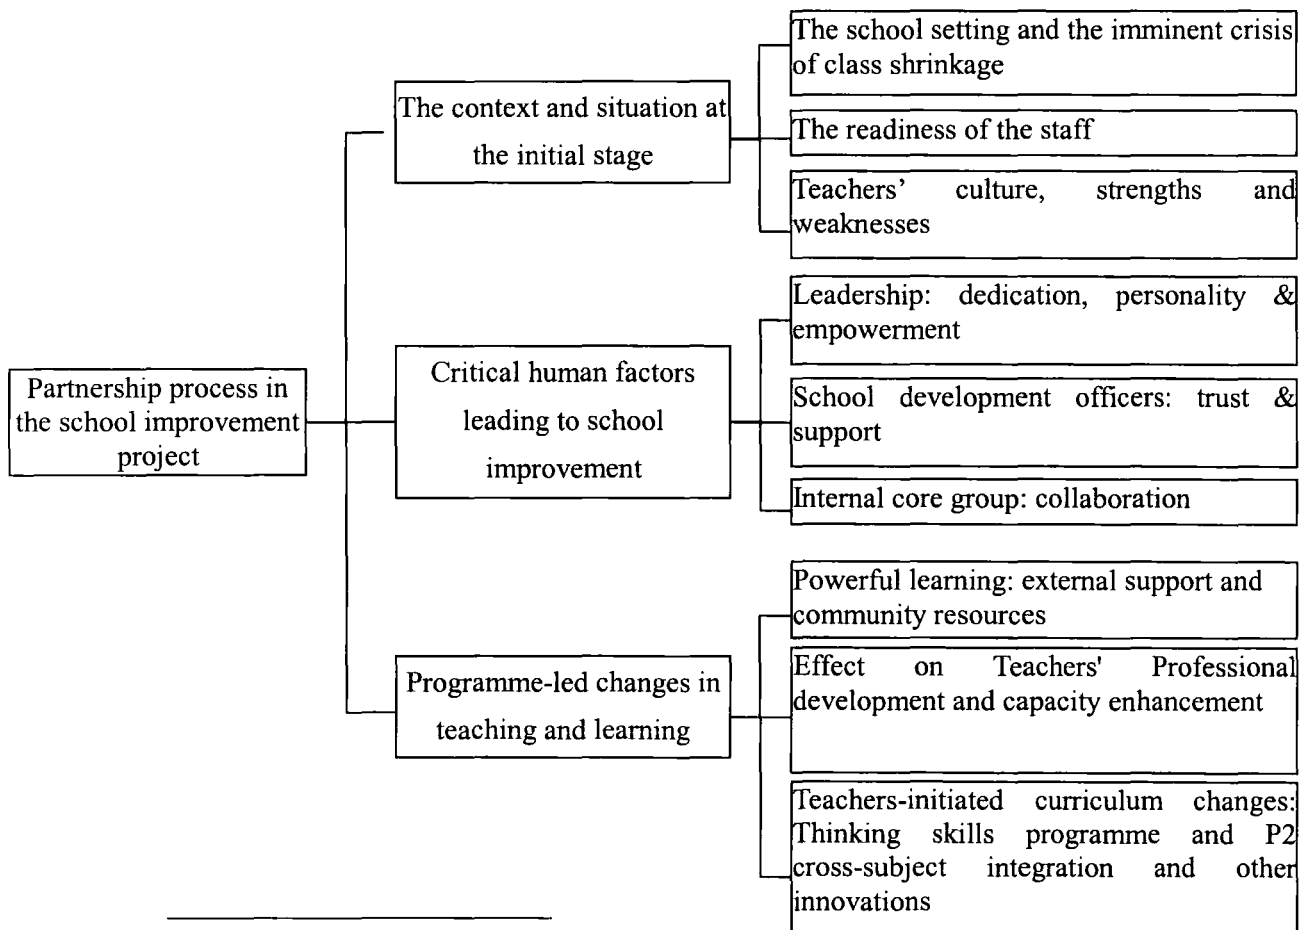 Partnership process in
the school improvement
project
The context and situation at
the initial stage
The school setting and the imminent crisis
of class shrinkage
The readiness of the staff
Teachers’ culture, strengths and
weaknesses
Critical human factors
leading to school
improvement
Leadership: dedication, personality &
empowerment
School development officers: trust &
support
Internal core group: collaboration
Programme-led changes in
teaching and learning
Powerful learning: external support and
community resources
Effect on Teachers' Professional
development and capacity enhancement
Teachers-initiated curriculum changes:
Thinking skills programme and P2
cross-subject integration and other
innovations